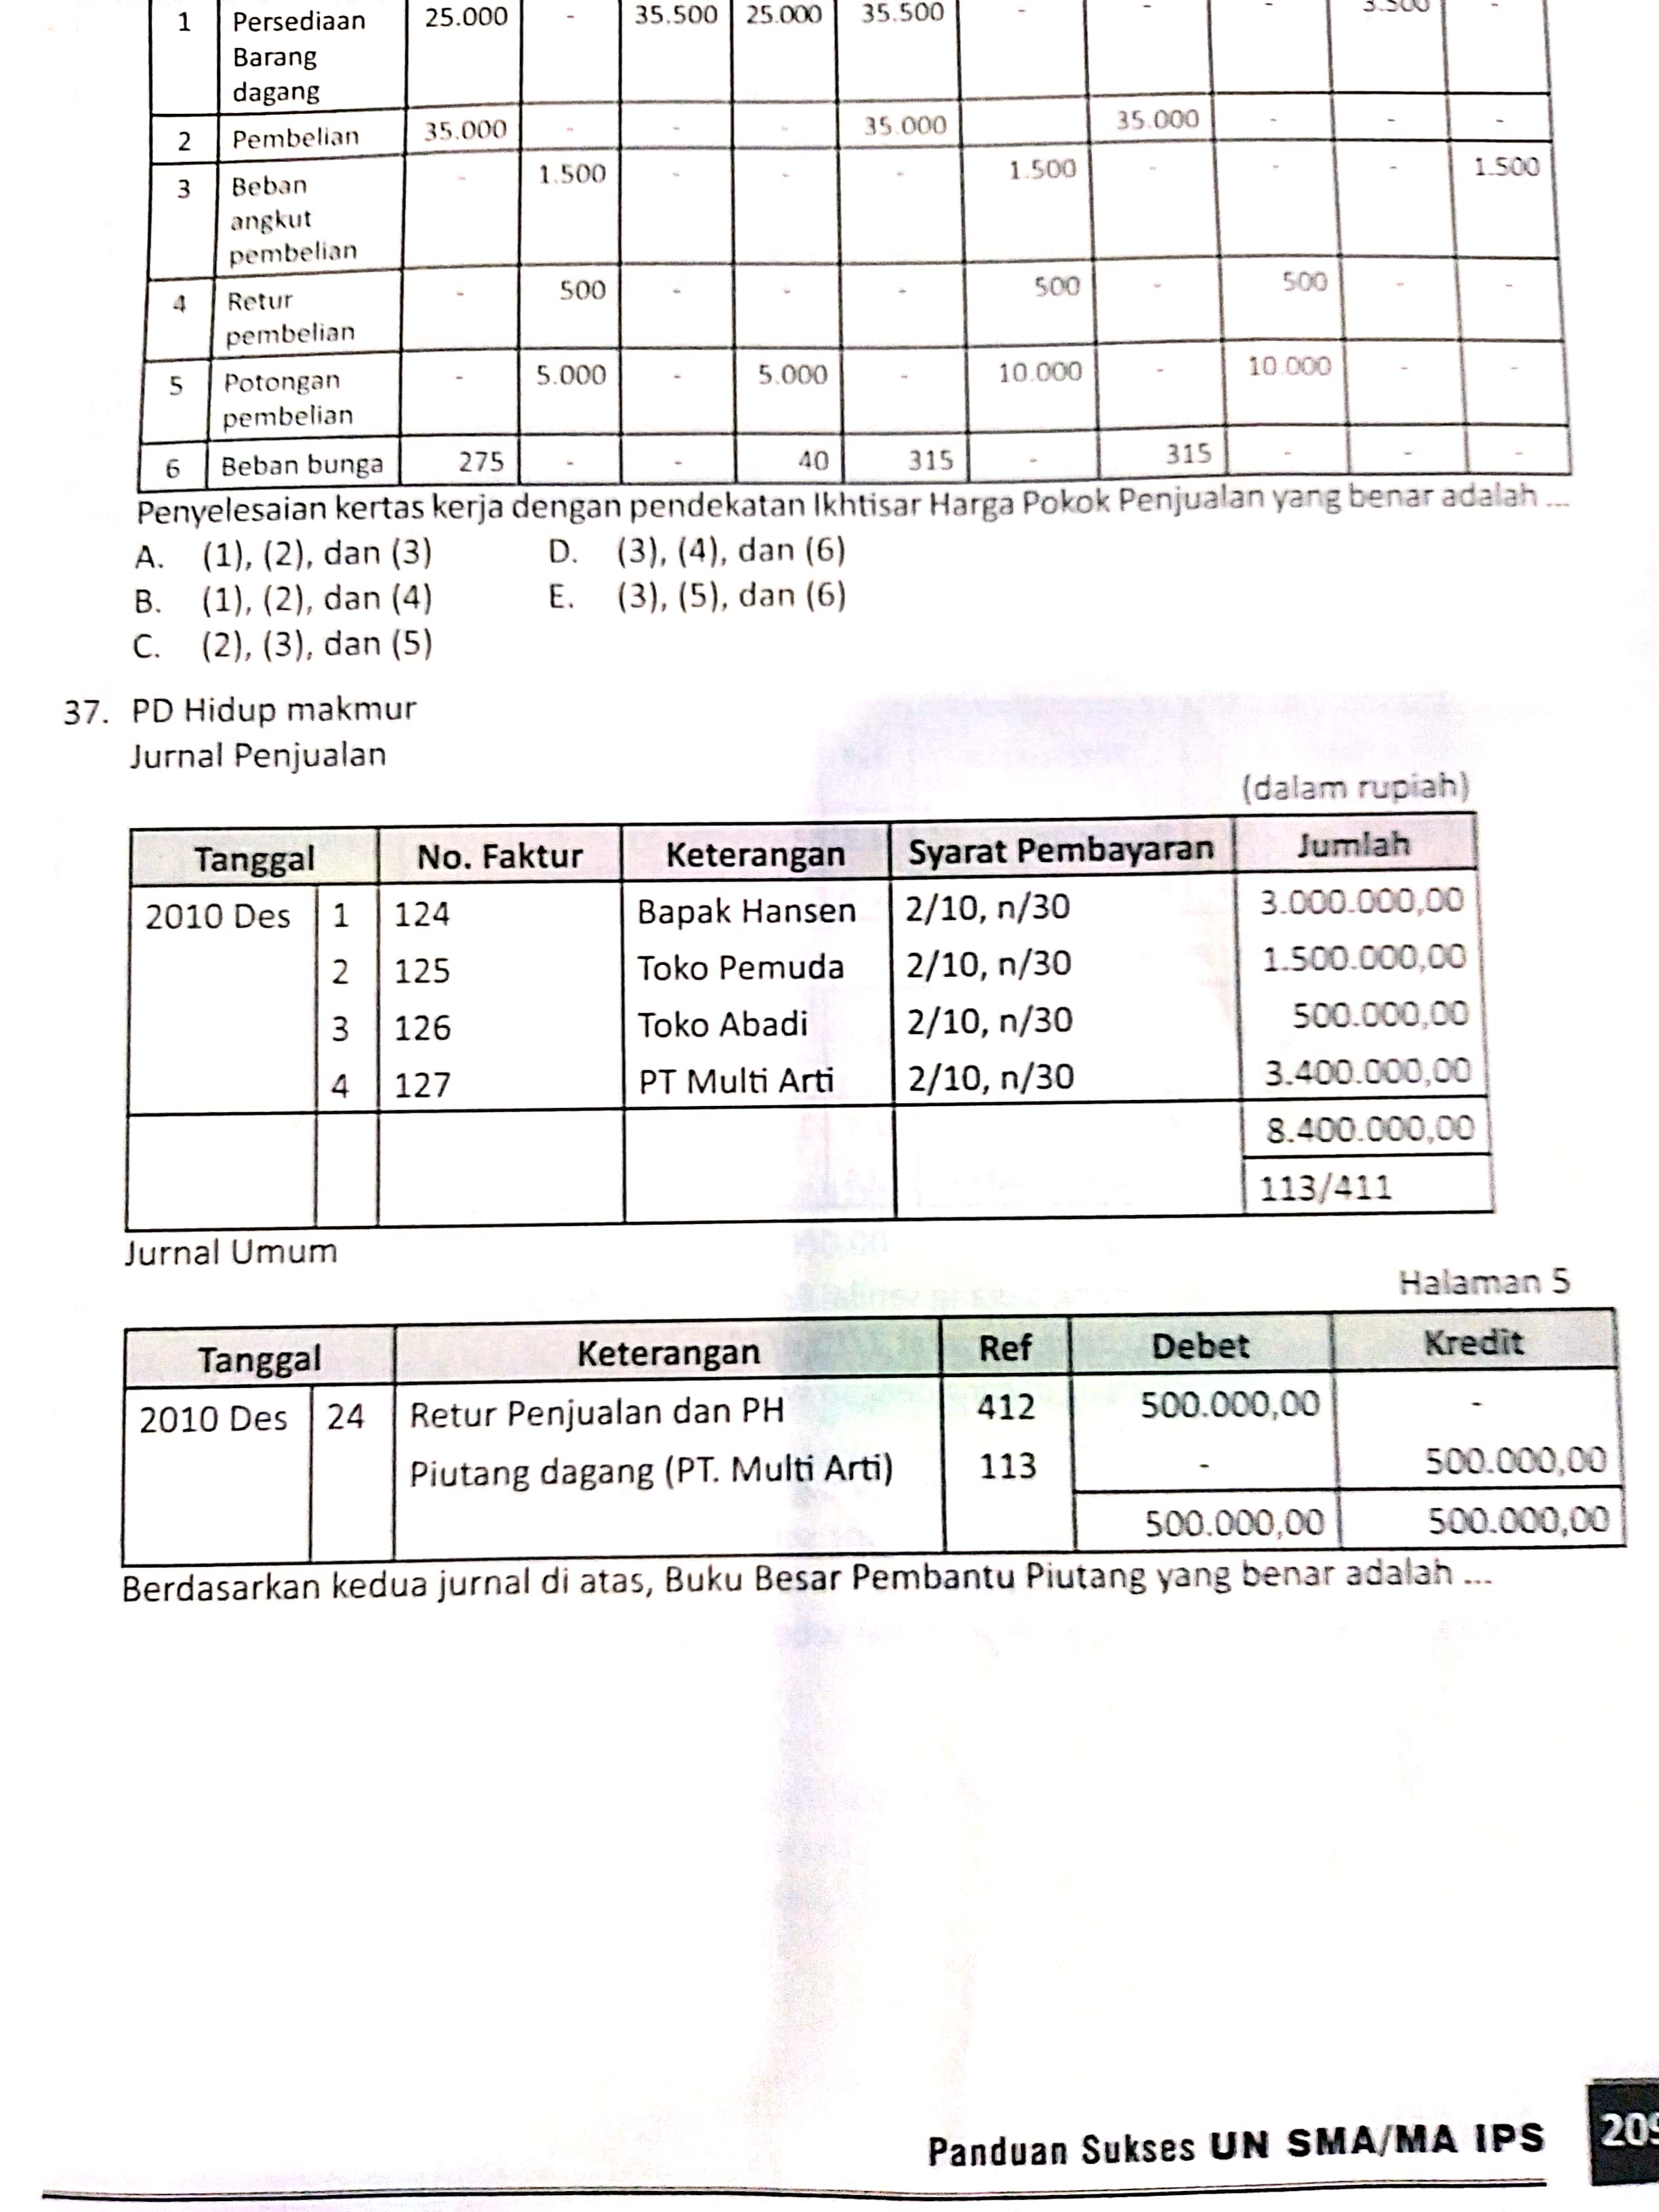 1 Persediaan 25.000 - 35.500 25.000 35.500 - - - 3.500 -
Barang
dagang
2 Pembelian 35.000 - - - 35.000 35.000 - - -
3 Beban - 1.500 - - - 1.500 - - - 1.500
angkut
pembelian
4 Retur - 500 - - - 500 - 500 - -
pembelian
5 Potongan - 5.000 - 5.000 - 10.000 - 10.000 - -
pembelian
6 Beban bunga 275 - - 40 315 - 315 - - -
Penyelesaian kertas kerja dengan pendekatan Ikhtisar Harga Pokok Penjualan yang benar adalah ...
A. (1), (2), dan (3) D. (3), (4), dan (6)
B. (1), (2), dan (4) E. (3), (5), dan (6)
C. (2), (3), dan (5)
37. PD Hidup makmur
Jurnal Penjualan
(dalam rupiah)
Tanggal No. Faktur Keterangan Syarat Pembayaran Jumlah
2010 Des 1 124 Bapak Hansen 2/10, n/30 3.000.000,00
2 125 Toko Pemuda 2/10, n/30 1.500.000,00
3 126 Toko Abadi 2/10, n/30 500.000,00
4 127 PT Multi Arti 2/10, n/30 3.400.000,00
8.400.000,00
113/411
Jurnal Umum
Halaman 5
Tanggal Keterangan Ref Debet Kredit
2010 Des 24 Retur Penjualan dan PH 412 500.000,00 -
Piutang dagang (PT. Multi Arti) 113 - 500.000,00
500.000,00 500.000,00
Berdasarkan kedua jurnal di atas, Buku Besar Pembantu Piutang yang benar adalah ...
Panduan Sukses UN SMA/MA IPS 209